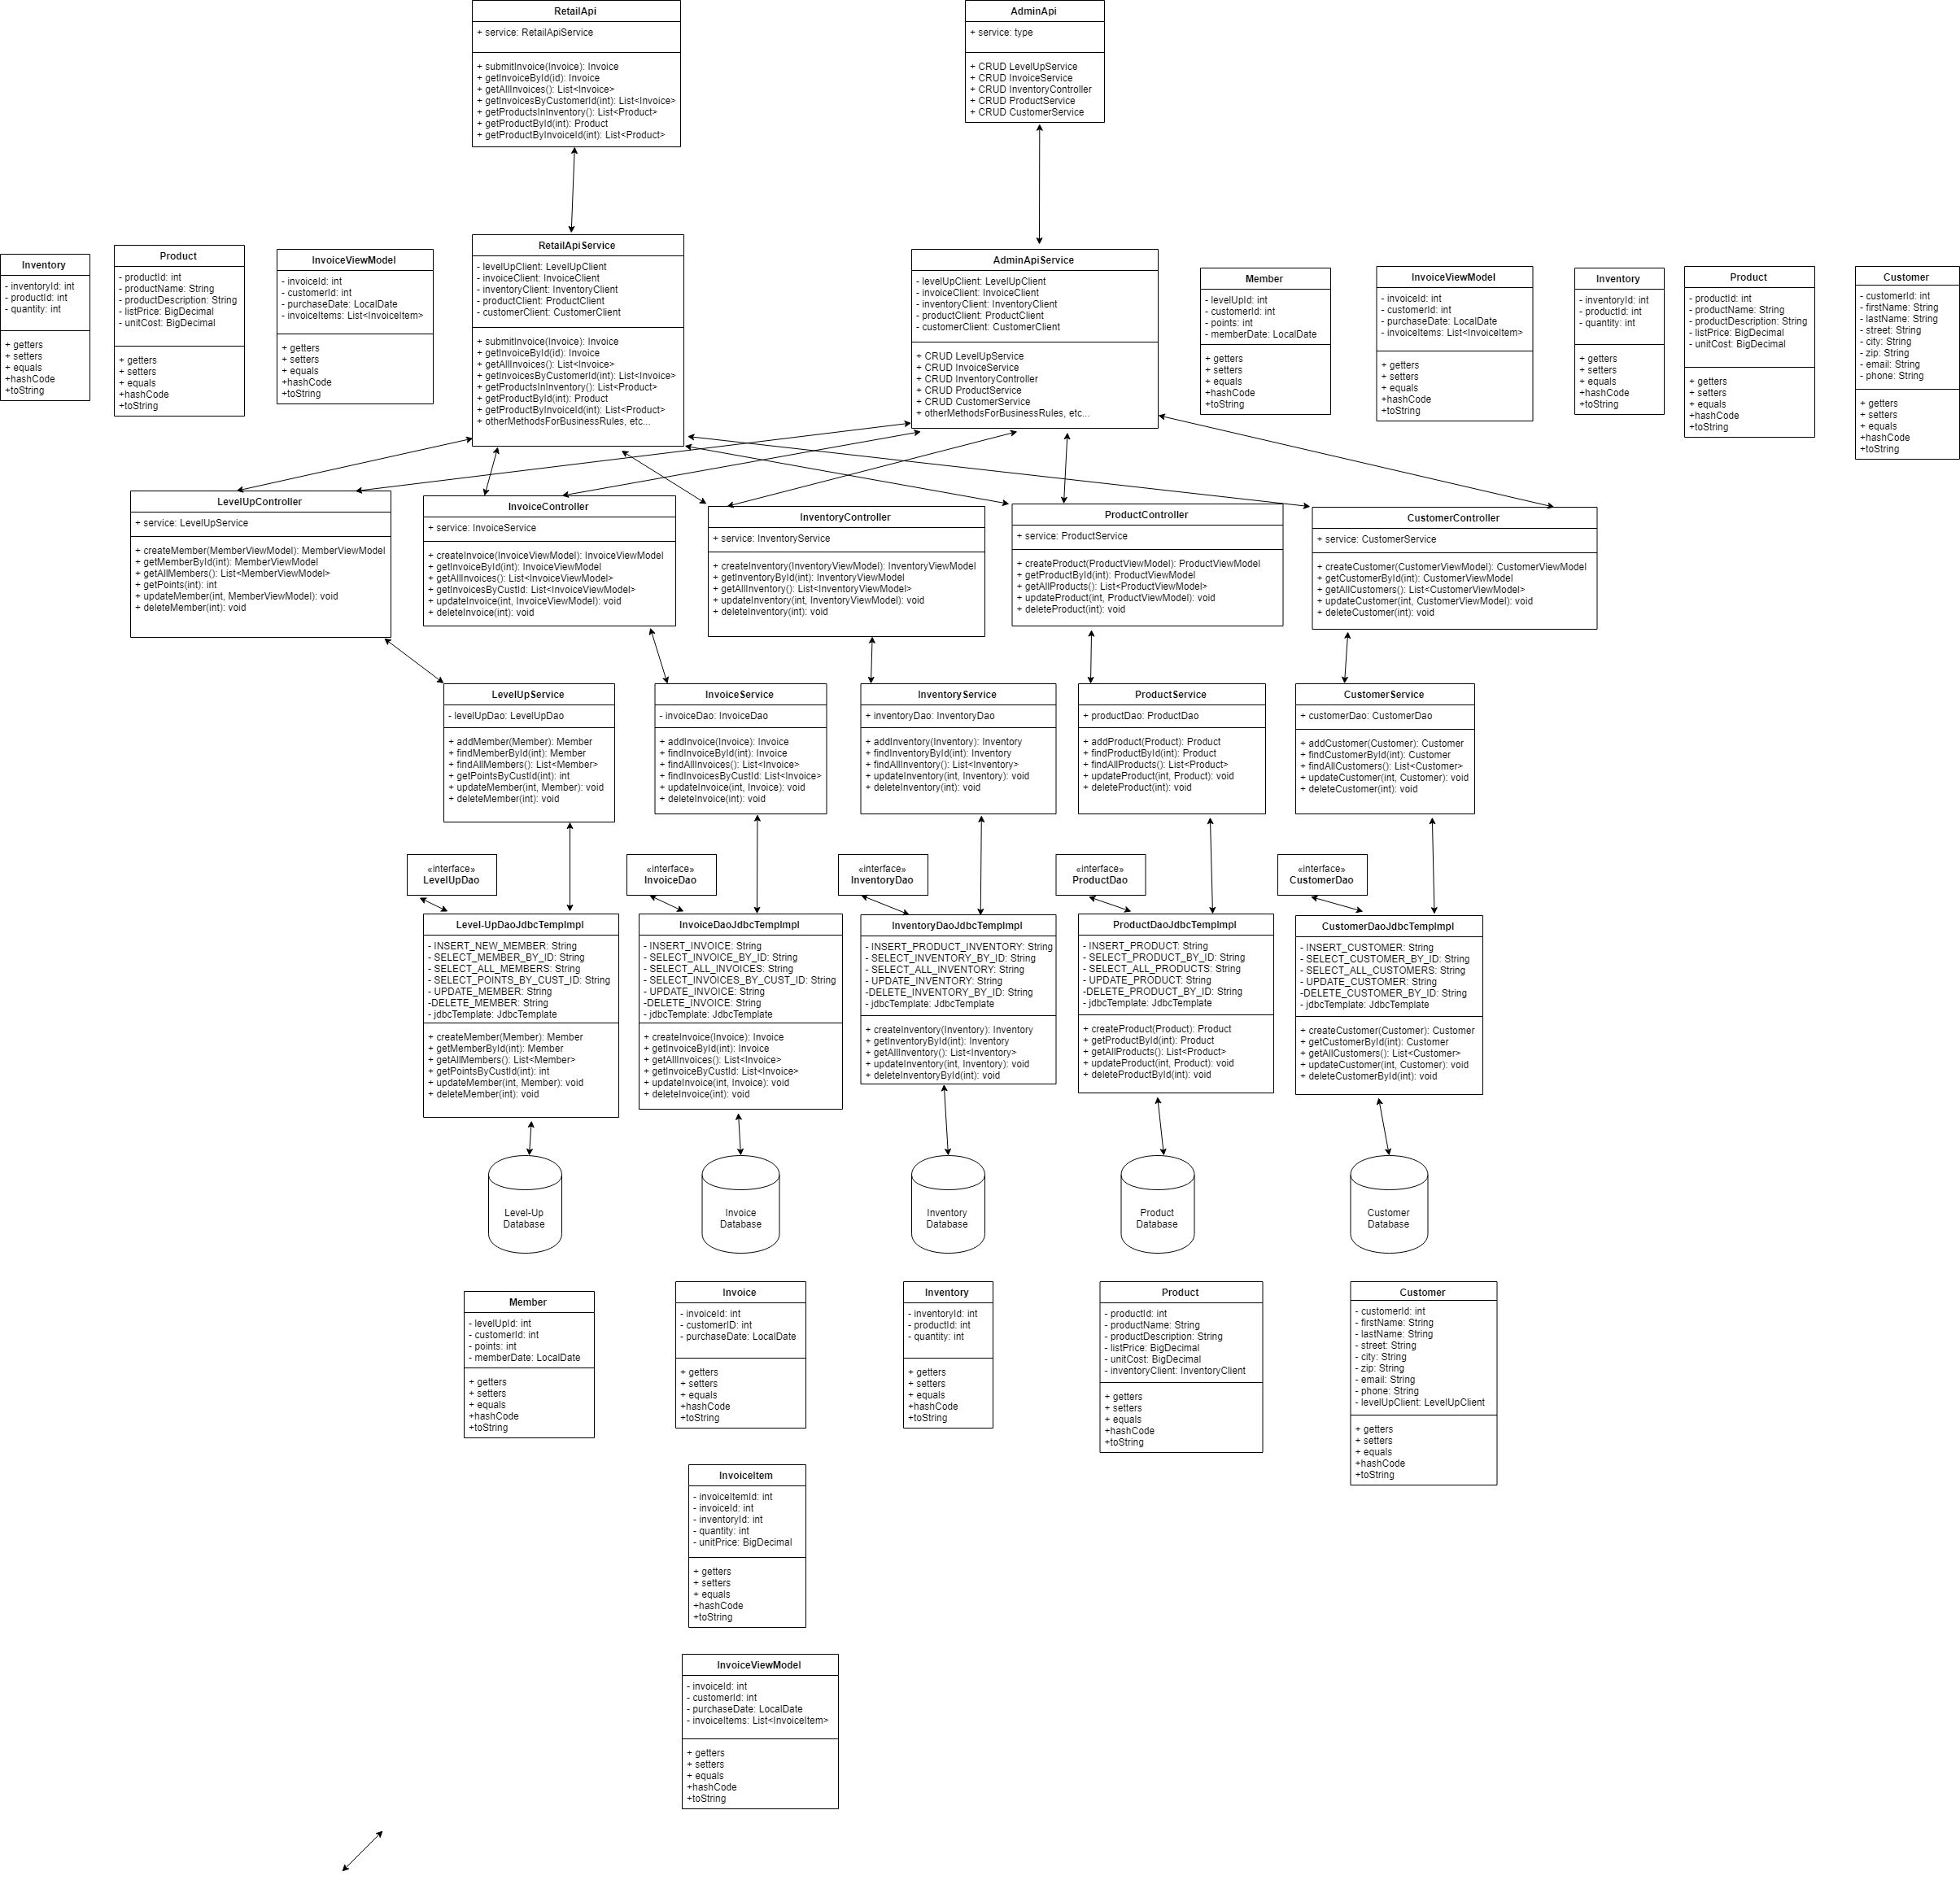 RetailApi
+ service: RetailApiService
+ submitInvoice(Invoice): Invoice
+ getInvoiceById(id): Invoice
+ getAllInvoices(): List<Invoice>
+ getInvoicesByCustomerId(int): List<Invoice>
+ getProductsInInventory(): List<Product>
+ getProductById(int): Product
+ getProductByInvoiceId(int): List<Product>
AdminApi
+ service: type
+ CRUD LevelUpService
+ CRUD InvoiceService
+ CRUD InventoryController
+ CRUD ProductService
+ CRUD CustomerService
Inventory
- inventoryId: int
- productId: int
- quantity: int
+ getters
+ setters
+ equals
+hashCode
+toString
Product
- productId: int
- productName: String
- productDescription: String
- listPrice: BigDecimal
- unitCost: BigDecimal
+ getters
+ setters
+ equals
+hashCode
+toString
InvoiceViewModel
- invoiceId: int
- customerId: int
- purchaseDate: LocalDate
- invoiceItems: List<InvoiceItem>
+ getters
+ setters
+ equals
+hashCode
+toString
RetailApiService
- levelUpClient: LevelUpClient
- invoiceClient: InvoiceClient
- inventoryClient: InventoryClient
- productClient: ProductClient
- customerClient: CustomerClient
+ submitInvoice(Invoice): Invoice
+ getInvoiceById(id): Invoice
+ getAllInvoices(): List<Invoice>
+ getInvoicesByCustomerId(int): List<Invoice>
+ getProductsInInventory(): List<Product>
+ getProductById(int): Product
+ getProductByInvoiceId(int): List<Product>
+ otherMethodsForBusinessRules, etc...
AdminApiService
- levelUpClient: LevelUpClient
- invoiceClient: InvoiceClient
- inventoryClient: InventoryClient
- productClient: ProductClient
- customerClient: CustomerClient
+ CRUD LevelUpService
+ CRUD InvoiceService
+ CRUD InventoryController
+ CRUD ProductService
+ CRUD CustomerService
+ otherMethodsForBusinessRules, etc...
Member
- levelUpId: int
- customerId: int
- points: int
- memberDate: LocalDate
+ getters
+ setters
+ equals
+hashCode
+toString
InvoiceViewModel
- invoiceId: int
- customerId: int
- purchaseDate: LocalDate
- invoiceItems: List<InvoiceItem>
+ getters
+ setters
+ equals
+hashCode
+toString
Inventory
- inventoryId: int
- productId: int
- quantity: int
+ getters
+ setters
+ equals
+hashCode
+toString
Product
- productId: int
- productName: String
- productDescription: String
- listPrice: BigDecimal
- unitCost: BigDecimal
+ getters
+ setters
+ equals
+hashCode
+toString
Customer
- customerId: int
- firstName: String
- lastName: String
- street: String
- city: String
- zip: String
- email: String
- phone: String
+ getters
+ setters
+ equals
+hashCode
+toString
LevelUpController
+ service: LevelUpService
+ createMember(MemberViewModel): MemberViewModel
+ getMemberById(int): MemberViewModel
+ getAllMembers(): List<MemberViewModel>
+ getPoints(int): int
+ updateMember(int, MemberViewModel): void
+ deleteMember(int): void
InvoiceController
+ service: InvoiceService
+ createInvoice(InvoiceViewModel): InvoiceViewModel
+ getInvoiceById(int): InvoiceViewModel
+ getAllInvoices(): List<InvoiceViewModel>
+ getInvoicesByCustId: List<InvoiceViewModel>
+ updateInvoice(int, InvoiceViewModel): void
+ deleteInvoice(int): void
InventoryController
+ service: InventoryService
+ createInventory(InventoryViewModel): InventoryViewModel
+ getInventoryById(int): InventoryViewModel
+ getAllInventory(): List<InventoryViewModel>
+ updateInventory(int, InventoryViewModel): void
+ deleteInventory(int): void
ProductController
+ service: ProductService
+ createProduct(ProductViewModel): ProductViewModel
+ getProductById(int): ProductViewModel
+ getAllProducts(): List<ProductViewModel>
+ updateProduct(int, ProductViewModel): void
+ deleteProduct(int): void
CustomerController
+ service: CustomerService
+ createCustomer(CustomerViewModel): CustomerViewModel
+ getCustomerById(int): CustomerViewModel
+ getAllCustomers(): List<CustomerViewModel>
+ updateCustomer(int, CustomerViewModel): void
+ deleteCustomer(int): void
LevelUpService
- levelUpDao: LevelUpDao
+ addMember(Member): Member
+ findMemberById(int): Member
+ findAllMembers(): List<Member>
+ getPointsByCustId(int): int
+ updateMember(int, Member): void
+ deleteMember(int): void
InvoiceService
- invoiceDao: InvoiceDao
+ addInvoice(Invoice): Invoice
+ findInvoiceById(int): Invoice
+ findAllInvoices(): List<Invoice>
+ findInvoicesByCustId: List<Invoice>
+ updateInvoice(int, Invoice): void
+ deleteInvoice(int): void
InventoryService
+ inventoryDao: InventoryDao
+ addInventory(Inventory): Inventory
+ findInventoryById(int): Inventory
+ findAllInventory(): List<Inventory>
+ updateInventory(int, Inventory): void
+ deleteInventory(int): void
ProductService
+ productDao: ProductDao
+ addProduct(Product): Product
+ findProductById(int): Product
+ findAllProducts(): List<Product>
+ updateProduct(int, Product): void
+ deleteProduct(int): void
CustomerService
+ customerDao: CustomerDao
+ addCustomer(Customer): Customer
+ findCustomerById(int): Customer
+ findAllCustomers(): List<Customer>
+ updateCustomer(int, Customer): void
+ deleteCustomer(int): void
«interface»
LevelUpDao
«interface»
InvoiceDao
«interface»
InventoryDao
«interface»
ProductDao
«interface»
CustomerDao
Level-UpDaoJdbcTempImpl
- INSERT_NEW_MEMBER: String
- SELECT_MEMBER_BY_ID: String
- SELECT_ALL_MEMBERS: String
- SELECT_POINTS_BY_CUST_ID: String
- UPDATE_MEMBER: String
-DELETE_MEMBER: String
- jdbcTemplate: JdbcTemplate
+ createMember(Member): Member
+ getMemberById(int): Member
+ getAllMembers(): List<Member>
+ getPointsByCustId(int): int
+ updateMember(int, Member): void
+ deleteMember(int): void
InvoiceDaoJdbcTempImpl
- INSERT_INVOICE: String
- SELECT_INVOICE_BY_ID: String
- SELECT_ALL_INVOICES: String
- SELECT_INVOICES_BY_CUST_ID: String
- UPDATE_INVOICE: String
-DELETE_INVOICE: String
- jdbcTemplate: JdbcTemplate
+ createInvoice(Invoice): Invoice
+ getInvoiceById(int): Invoice
+ getAllInvoices(): List<Invoice>
+ getInvoiceByCustId: List<Invoice>
+ updateInvoice(int, Invoice): void
+ deleteInvoice(int): void
InventoryDaoJdbcTempImpl
- INSERT_PRODUCT_INVENTORY: String
- SELECT_INVENTORY_BY_ID: String
- SELECT_ALL_INVENTORY: String
- UPDATE_INVENTORY: String
-DELETE_INVENTORY_BY_ID: String
- jdbcTemplate: JdbcTemplate
+ createInventory(Inventory): Inventory
+ getInventoryById(int): Inventory
+ getAllInventory(): List<Inventory>
+ updateInventory(int, Inventory): void
+ deleteInventoryById(int): void
ProductDaoJdbcTempImpl
- INSERT_PRODUCT: String
- SELECT_PRODUCT_BY_ID: String
- SELECT_ALL_PRODUCTS: String
- UPDATE_PRODUCT: String
-DELETE_PRODUCT_BY_ID: String
- jdbcTemplate: JdbcTemplate
+ createProduct(Product): Product
+ getProductById(int): Product
+ getAllProducts(): List<Product>
+ updateProduct(int, Product): void
+ deleteProductById(int): void
CustomerDaoJdbcTempImpl
- INSERT_CUSTOMER: String
- SELECT_CUSTOMER_BY_ID: String
- SELECT_ALL_CUSTOMERS: String
- UPDATE_CUSTOMER: String
-DELETE_CUSTOMER_BY_ID: String
- jdbcTemplate: JdbcTemplate
+ createCustomer(Customer): Customer
+ getCustomerById(int): Customer
+ getAllCustomers(): List<Customer>
+ updateCustomer(int, Customer): void
+ deleteCustomerById(int): void
Level-Up
Database
Invoice
Database
Inventory
Database
Product
Database
Customer
Database
Member
- levelUpId: int
- customerId: int
- points: int
- memberDate: LocalDate
+ getters
+ setters
+ equals
+hashCode
+toString
Invoice
- invoiceId: int
- customerID: int
- purchaseDate: LocalDate
+ getters
+ setters
+ equals
+hashCode
+toString
Inventory
- inventoryId: int
- productId: int
- quantity: int
+ getters
+ setters
+ equals
+hashCode
+toString
Product
- productId: int
- productName: String
- productDescription: String
- listPrice: BigDecimal
- unitCost: BigDecimal
- inventoryClient: InventoryClient
+ getters
+ setters
+ equals
+hashCode
+toString
Customer
- customerId: int
- firstName: String
- lastName: String
- street: String
- city: String
- zip: String
- email: String
- phone: String
- levelUpClient: LevelUpClient
+ getters
+ setters
+ equals
+hashCode
+toString
InvoiceItem
- invoiceItemId: int
- invoiceId: int
- inventoryId: int
- quantity: int
- unitPrice: BigDecimal
+ getters
+ setters
+ equals
+hashCode
+toString
InvoiceViewModel
- invoiceId: int
- customerId: int
- purchaseDate: LocalDate
- invoiceItems: List<InvoiceItem>
+ getters
+ setters
+ equals
+hashCode
+toString